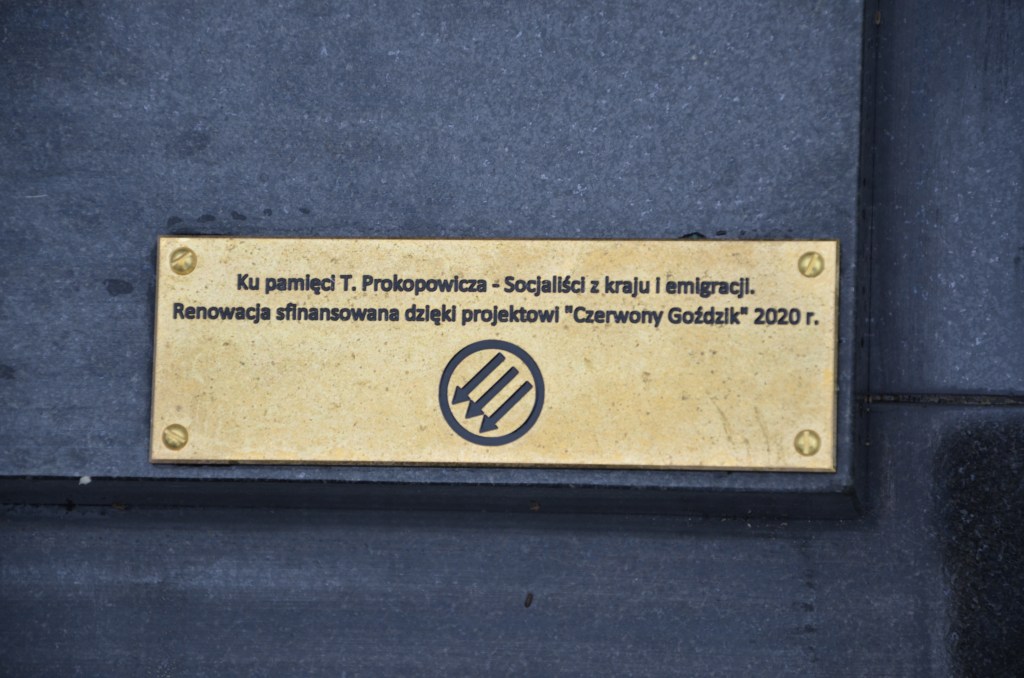 Ku pamięci T. Prokopowicza - Socjaliści z kraju i emigracji.
Renowacja sfinansowana dzięki projektowi "Czerwony Goździk" 2020 r.